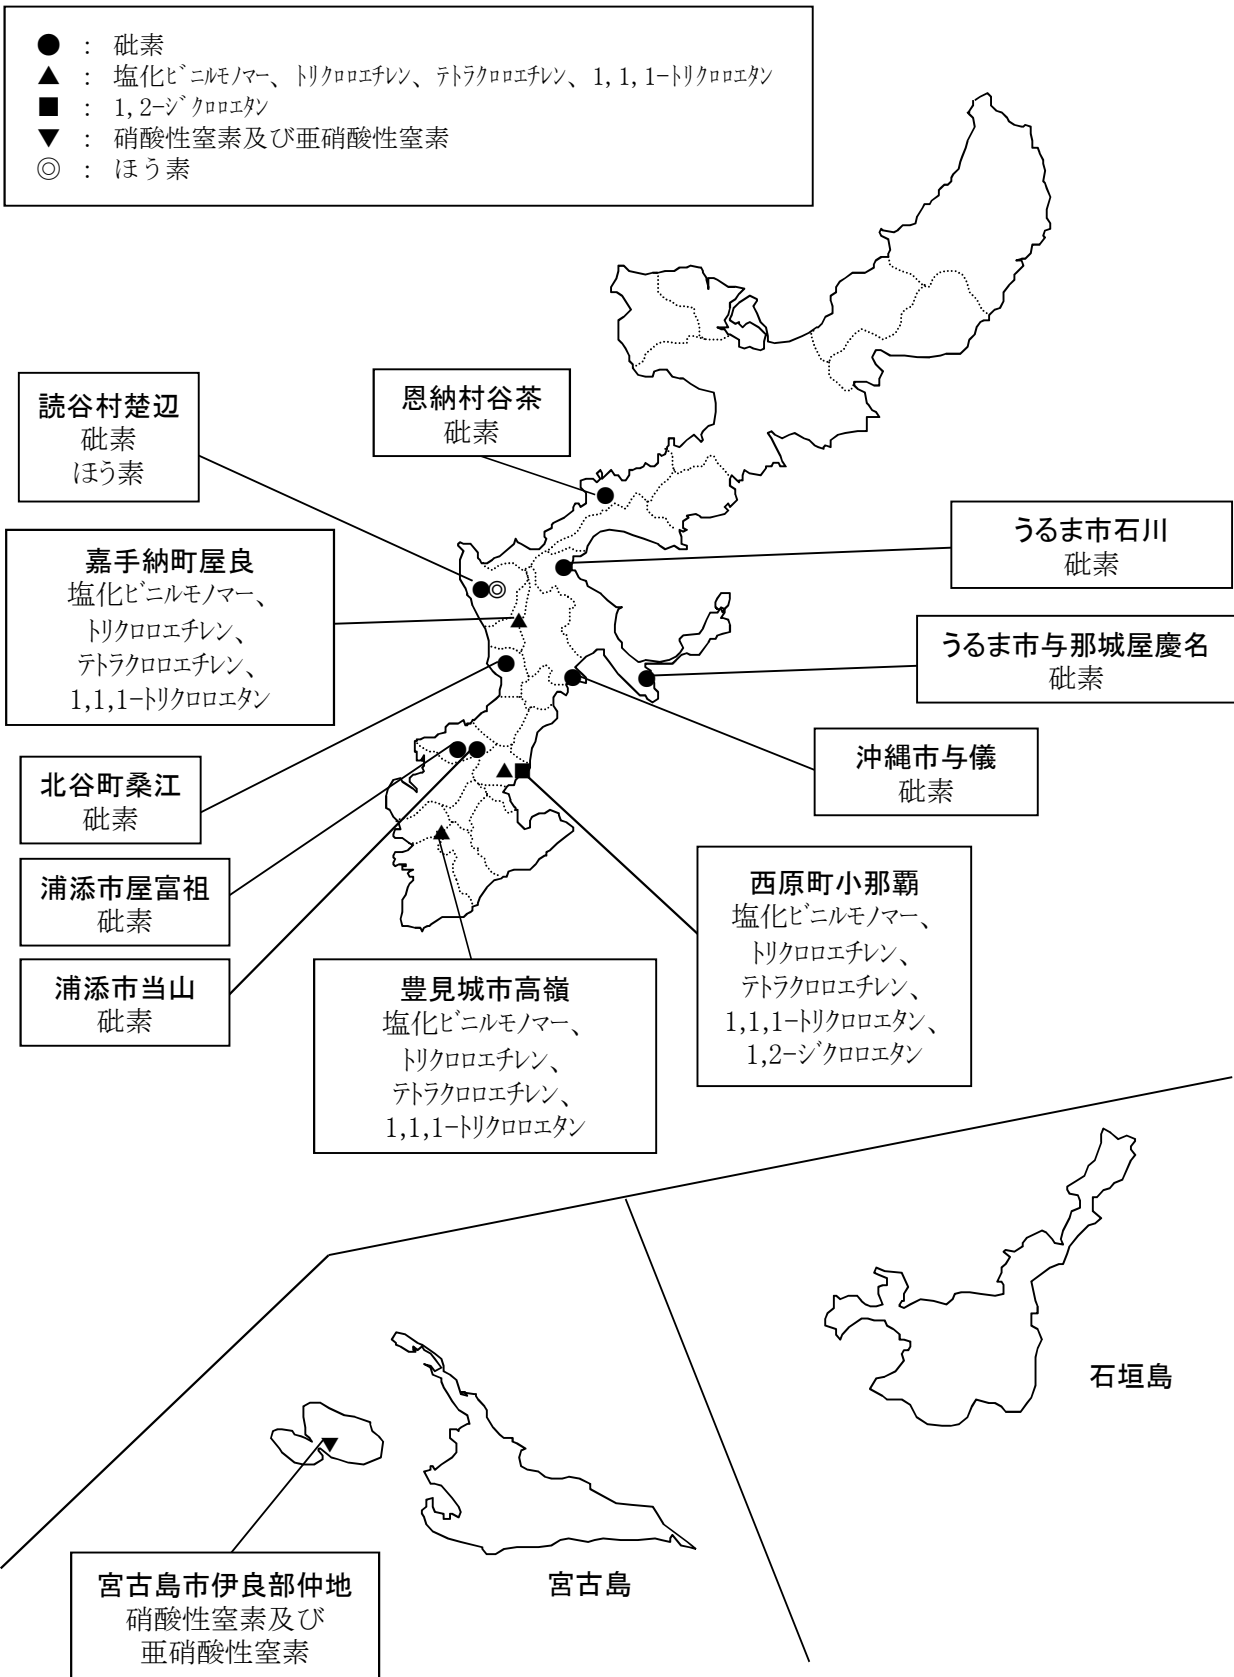 ● : 砒素
▲ : 塩化ﾋﾞﾆﾙﾓﾉﾏｰ、ﾄﾘｸﾛﾛｴﾁﾚﾝ、ﾃﾄﾗｸﾛﾛｴﾁﾚﾝ、1,1,1-ﾄﾘｸﾛﾛｴﾀﾝ
■ : 1,2-ｼﾞｸﾛﾛｴﾀﾝ
▼ : 硝酸性窒素及び亜硝酸性窒素
◎ : ほう素
読谷村楚辺
砒素
ほう素
恩納村谷茶
砒素
嘉手納町屋良
塩化ﾋﾞﾆﾙﾓﾉﾏｰ、
ﾄﾘｸﾛﾛｴﾁﾚﾝ、
ﾃﾄﾗｸﾛﾛｴﾁﾚﾝ、
1,1,1-ﾄﾘｸﾛﾛｴﾀﾝ
うるま市石川
砒素
うるま市与那城屋慶名
砒素
北谷町桑江
砒素
沖縄市与儀
砒素
浦添市屋富祖
砒素
浦添市当山
砒素
豊見城市高嶺
塩化ﾋﾞﾆﾙﾓﾉﾏｰ、
ﾄﾘｸﾛﾛｴﾁﾚﾝ、
ﾃﾄﾗｸﾛﾛｴﾁﾚﾝ、
1,1,1-ﾄﾘｸﾛﾛｴﾀﾝ
西原町小那覇
塩化ﾋﾞﾆﾙﾓﾉﾏｰ、
ﾄﾘｸﾛﾛｴﾁﾚﾝ、
ﾃﾄﾗｸﾛﾛｴﾁﾚﾝ、
1,1,1-ﾄﾘｸﾛﾛｴﾀﾝ、
1,2-ｼﾞｸﾛﾛｴﾀﾝ
石垣島
宮古島
宮古島市伊良部仲地
硝酸性窒素及び
亜硝酸性窒素